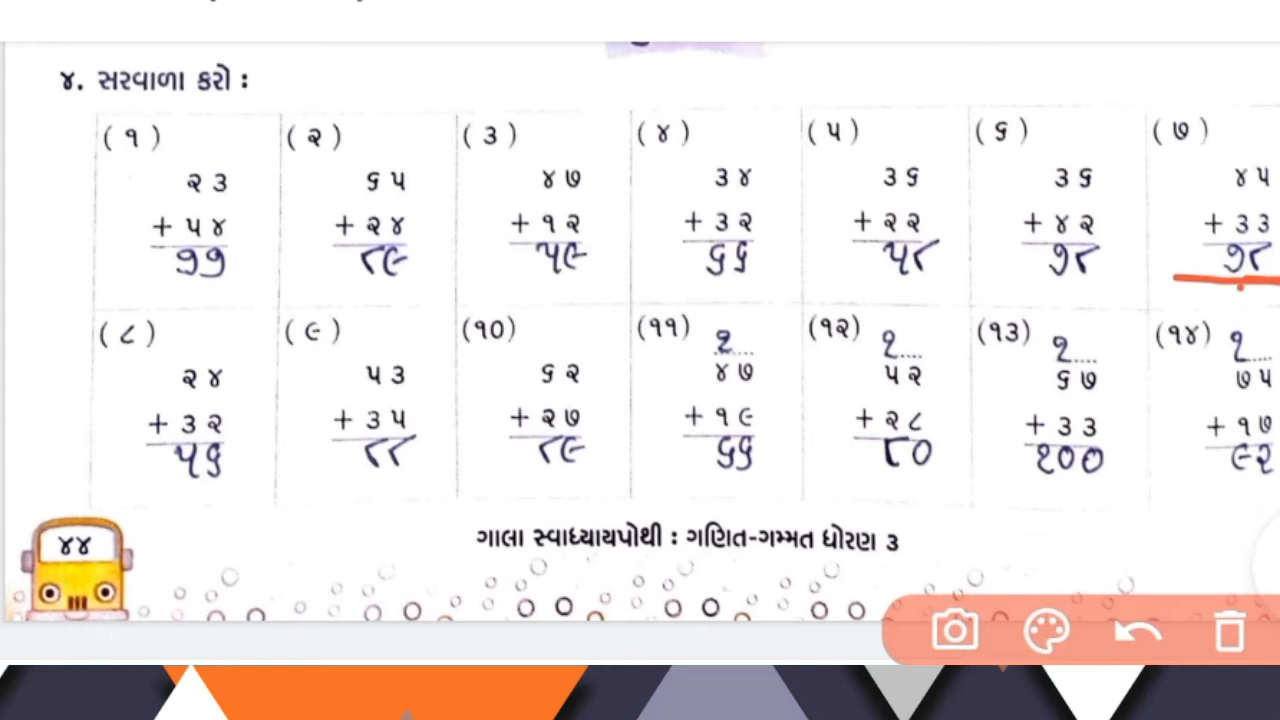 ૪. સરવાળા કરો :
(૧) (૨) (૩) (૪) (૫) (૬) (૭)
૨૩ ૬૫ ૪૭ ૩૪ ૩૬ ૩૬ ૪૫
+ ૫૪ + ૨૪ + ૧૨ + ૩૨ + ૨૨ + ૪૨ + ૩૩
૭૭ ૮૯ ૫૯ ૬૬ ૫૮ ૭૮ ૭૮
(૮) (૯) (૧૦) (૧૧) (૧૨) (૧૩) (૧૪)
૧ ૧ ૧ ૧
૨૪ ૫૩ ૬૨ ૪૭ ૫૨ ૬૭ ૭૫
+ ૩૨ + ૩૫ + ૨૭ + ૧૯ + ૨૮ + ૩૩ + ૧૭
૫૬ ૮૮ ૮૯ ૬૬ ૮૦ ૧૦૦ ૯૨
૪૪
ગાલા સ્વાધ્યાયપોથી : ગણિત-ગમ્મત ધોરણ ૩